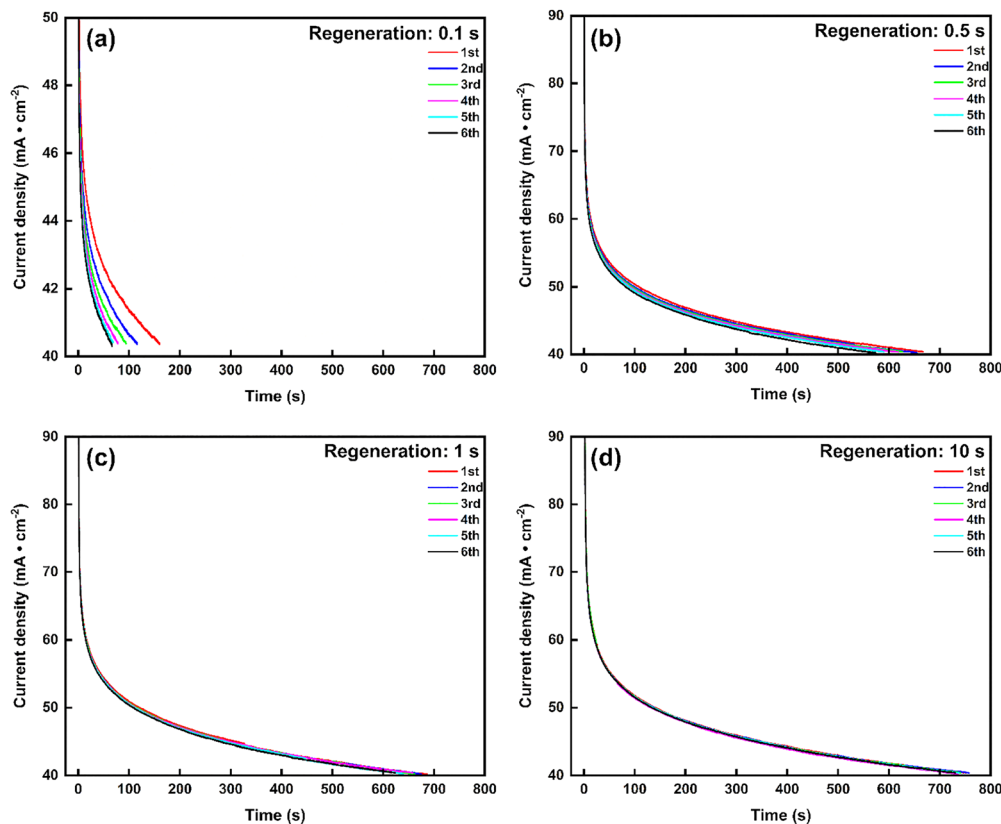 (a)
Regeneration: 0.1 s
1st
2nd
3rd
4th
5th
6th
50
48
46
44
42
40
Current density (mA • cm⁻²)
0 100 200 300 400 500 600 700 800
Time (s)
(b)
Regeneration: 0.5 s
1st
2nd
3rd
4th
5th
6th
90
80
70
60
50
40
Current density (mA • cm⁻²)
0 100 200 300 400 500 600 700 800
Time (s)
(c)
Regeneration: 1 s
1st
2nd
3rd
4th
5th
6th
90
80
70
60
50
40
Current density (mA • cm⁻²)
0 100 200 300 400 500 600 700 800
Time (s)
(d)
Regeneration: 10 s
1st
2nd
3rd
4th
5th
6th
90
80
70
60
50
40
Current density (mA • cm⁻²)
0 100 200 300 400 500 600 700 800
Time (s)